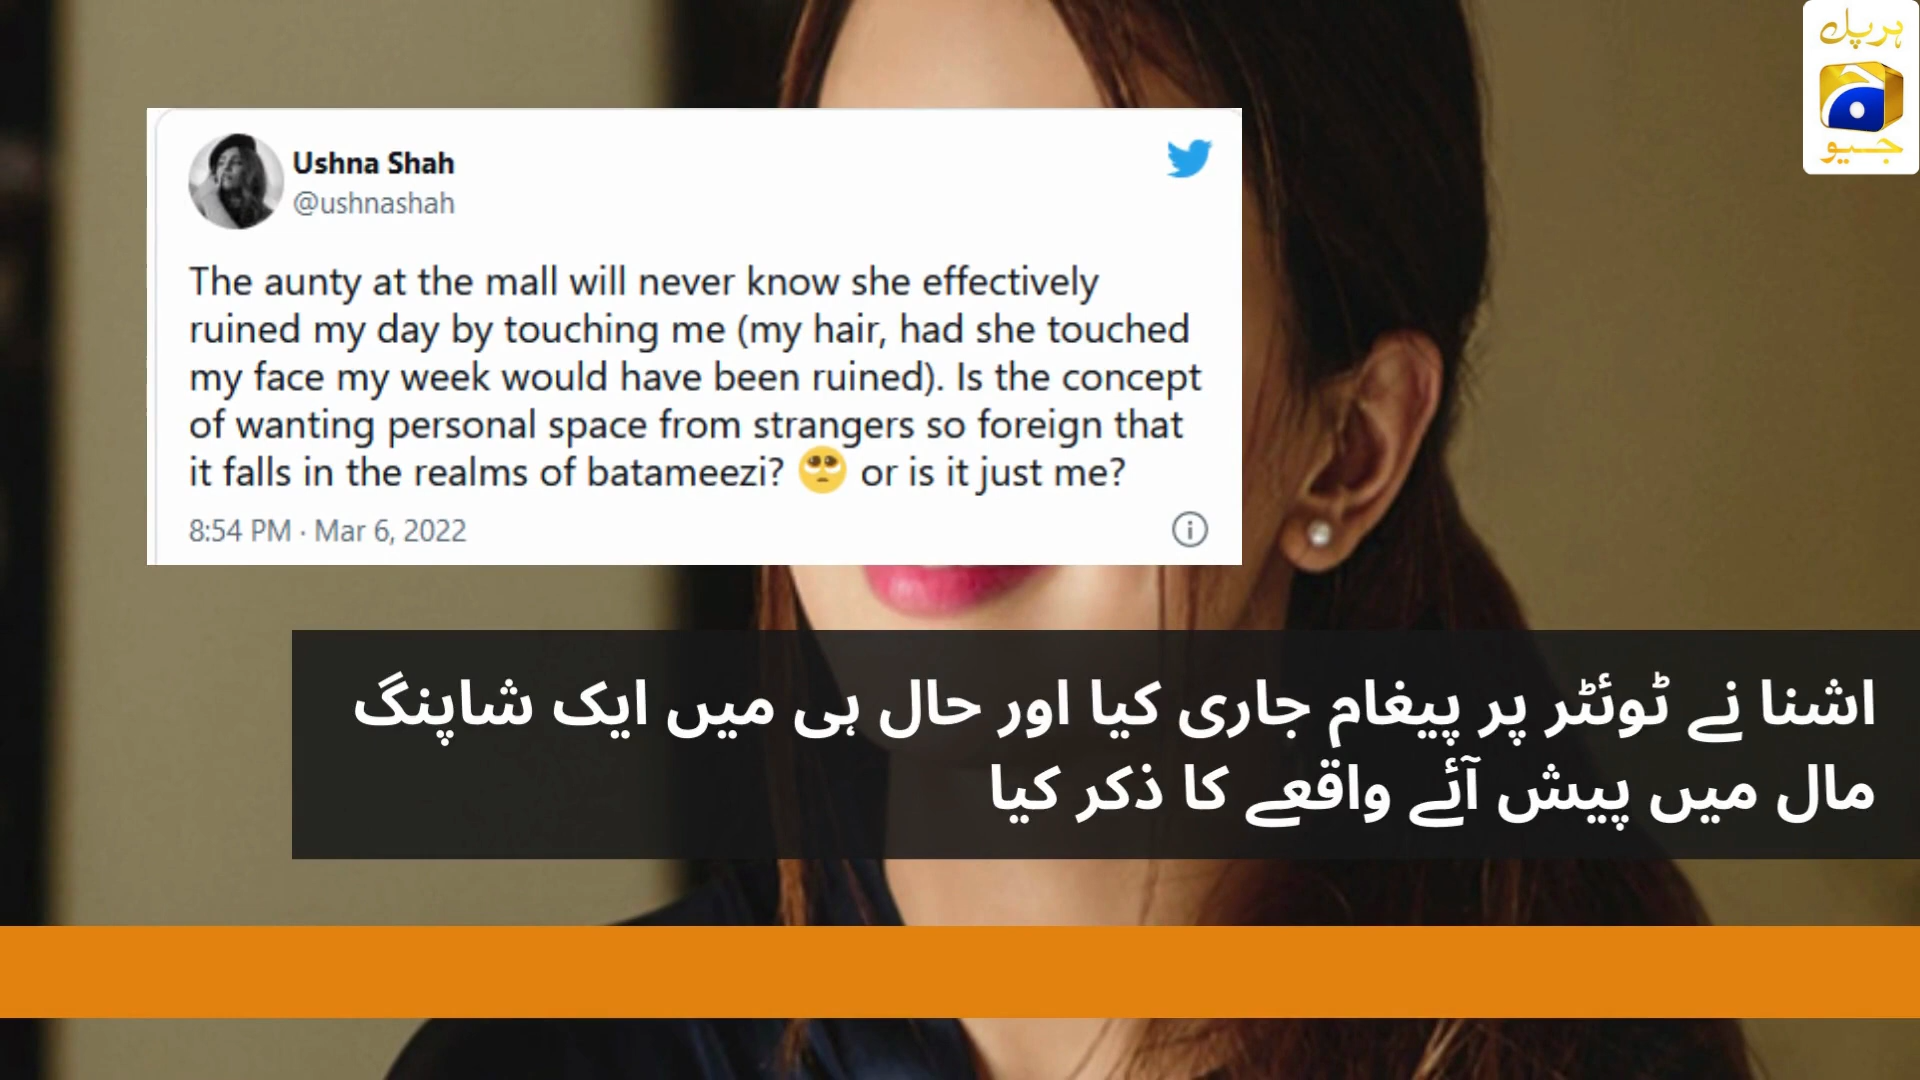 ہر پل
جیو
Ushna Shah
@ushnashah
The aunty at the mall will never know she effectively
ruined my day by touching me (my hair, had she touched
my face my week would have been ruined). Is the concept
of wanting personal space from strangers so foreign that
it falls in the realms of batameezi? 🥺 or is it just me?
8:54 PM · Mar 6, 2022
اشنا نے ٹوئٹر پر پیغام جاری کیا اور حال ہی میں ایک شاپنگ
مال میں پیش آئے واقعے کا ذکر کیا